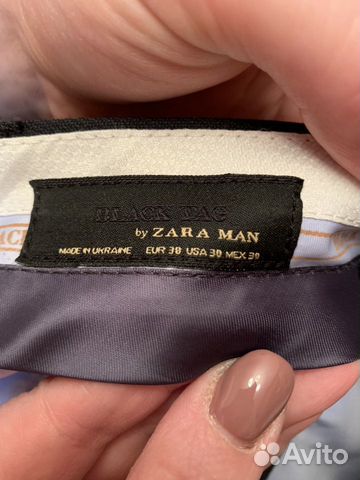 BLACK TAG
by ZARA MAN
MADE IN UKRAINE EUR 38 USA 30 MEX 30
Avito